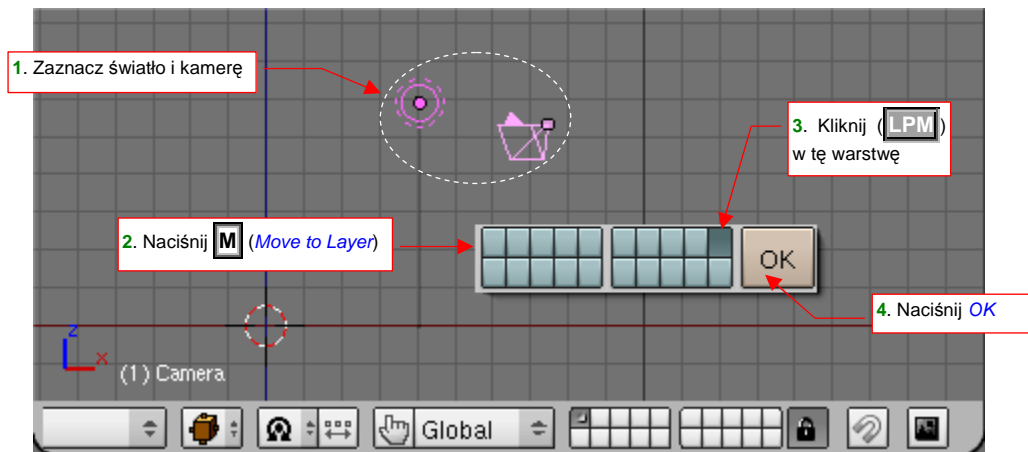 1. Zaznacz światło i kamerę
3. Kliknij (LPM)
w tę warstwę
2. Naciśnij M (Move to Layer)
OK
4. Naciśnij OK
z
x
(1) Camera
Global